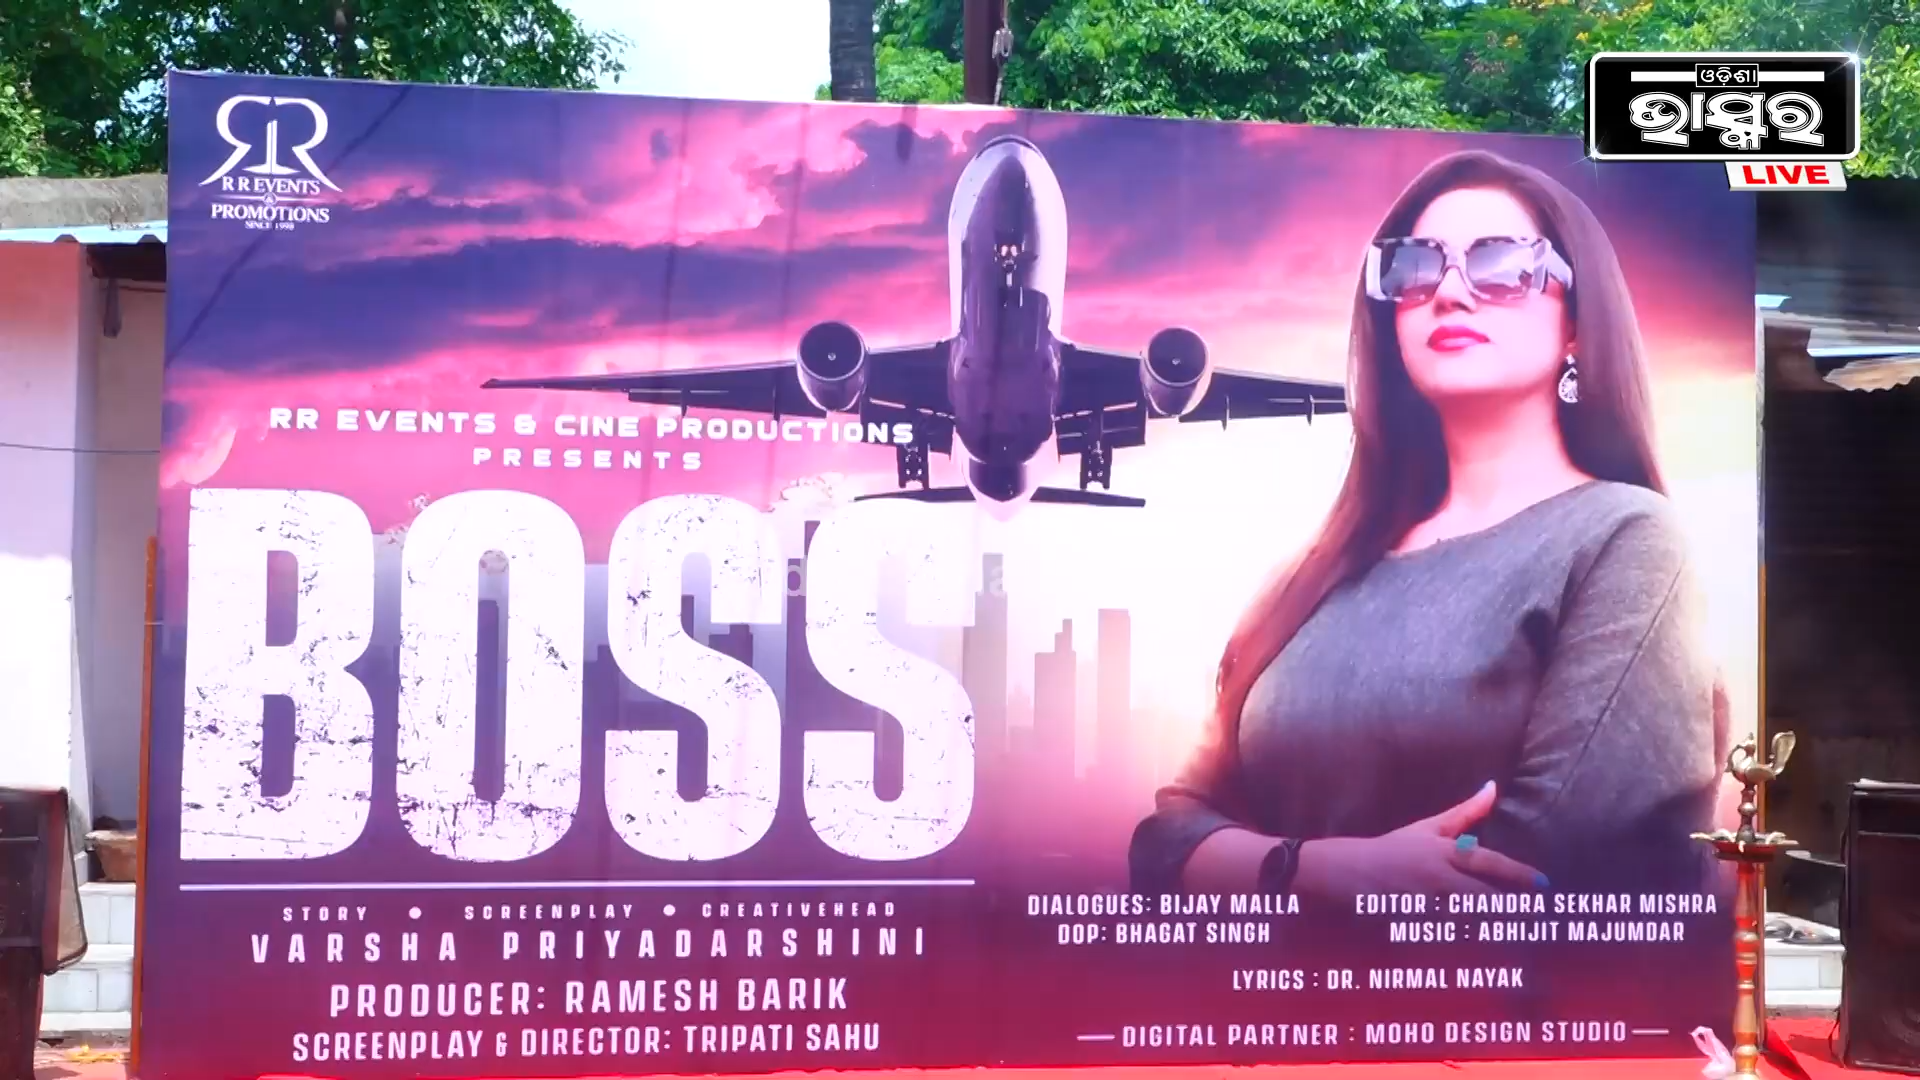 ଓଡ଼ିଶା
ଭାସ୍କର
LIVE
RR
R R EVENTS
&
PROMOTIONS
SINCE 1990
RR EVENTS & CINE PRODUCTIONS
PRESENTS
BOSS
STORY • SCREENPLAY • CREATIVEHEAD
VARSHA PRIYADARSHINI
PRODUCER: RAMESH BARIK
SCREENPLAY & DIRECTOR: TRIPATI SAHU
DIALOGUES: BIJAY MALLA
DOP: BHAGAT SINGH
EDITOR : CHANDRA SEKHAR MISHRA
MUSIC : ABHIJIT MAJUMDAR
LYRICS : DR. NIRMAL NAYAK
DIGITAL PARTNER : MOHO DESIGN STUDIO